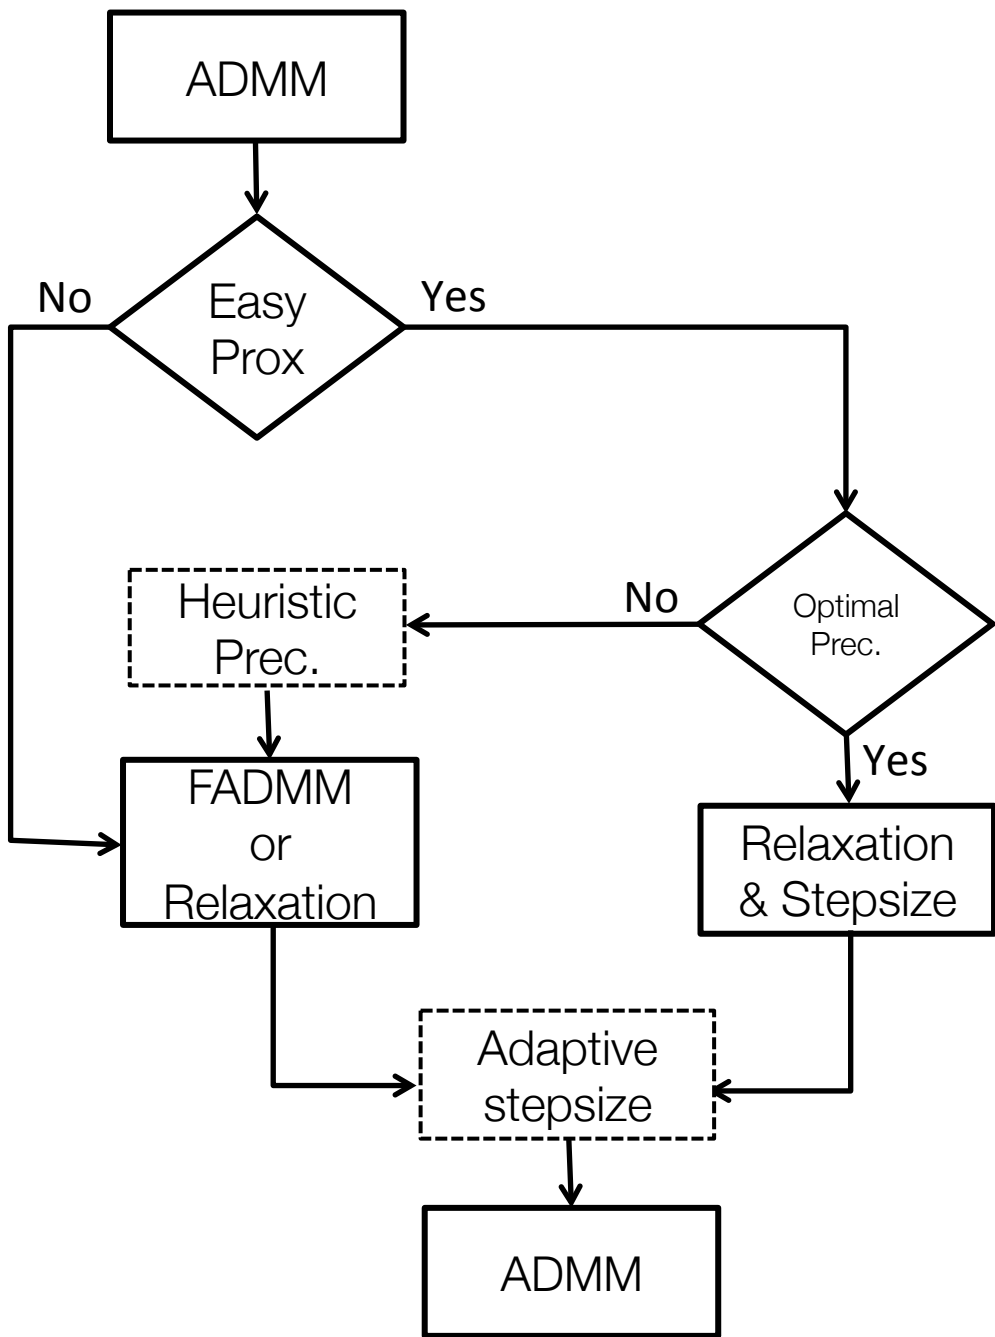 ADMM
No
Yes
Easy
Prox
Heuristic
Prec.
No
Optimal
Prec.
Yes
FADMM
or
Relaxation
Relaxation
& Stepsize
Adaptive
stepsize
ADMM